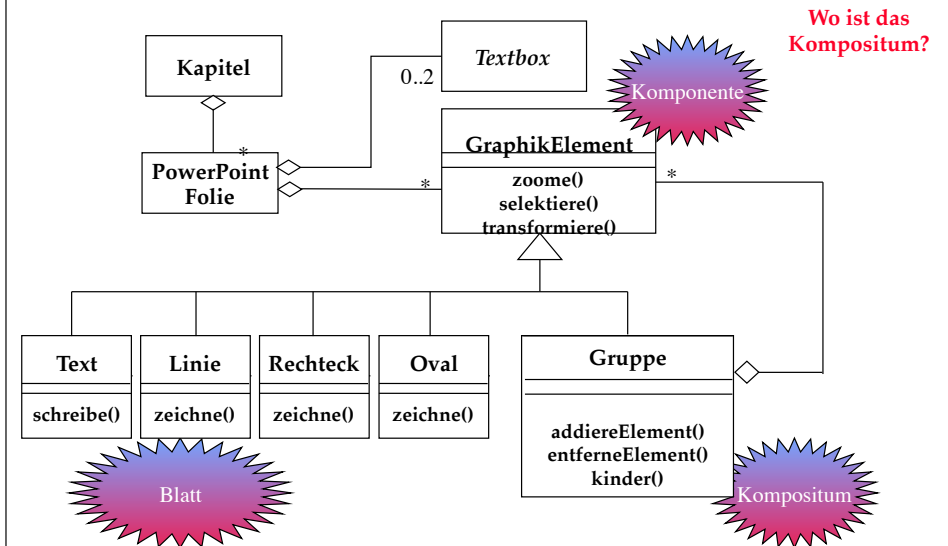 Wo ist das
Kompositum?
Kapitel
Textbox
0..2
Komponente
*
PowerPoint
Folie
*
GraphikElement
zoome()
selektiere()
transformiere()
*
Text
schreibe()
Linie
zeichne()
Rechteck
zeichne()
Oval
zeichne()
Gruppe
addiereElement()
entferneElement()
kinder()
Blatt
Kompositum